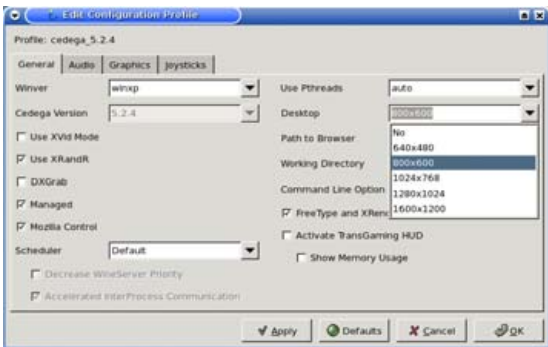 Edit Configuration Profile
Profile: cedega_5.2.4
General Audio Graphics Joysticks
Winver winxp
Cedega Version 5.2.4
Use XVid Mode
Use XRandR
DXGrab
Managed
Mozilla Control
Scheduler Default
Decrease WineServer Priority
Accelerated InterProcess Communication
Use Pthreads auto
Desktop 800x600
No
640x480
800x600
1024x768
1280x1024
1600x1200
Path to Browser
Working Directory
Command Line Option
FreeType and XRend
Activate TransGaming HUD
Show Memory Usage
Apply Defaults Cancel OK